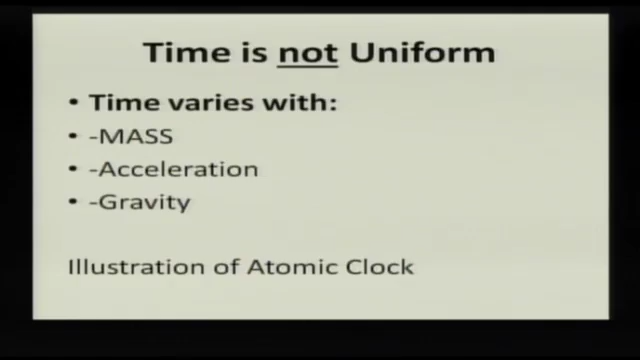 Time is not Uniform
• Time varies with:
• -MASS
• -Acceleration
• -Gravity
Illustration of Atomic Clock